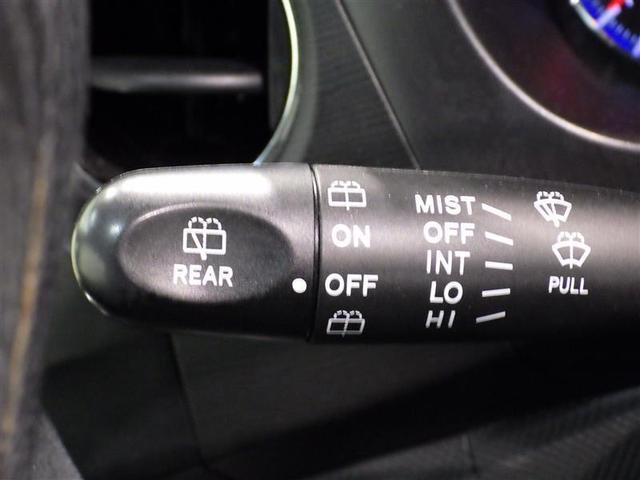 REAR
ON
OFF
MIST
OFF
INT
LO
HI
PULL